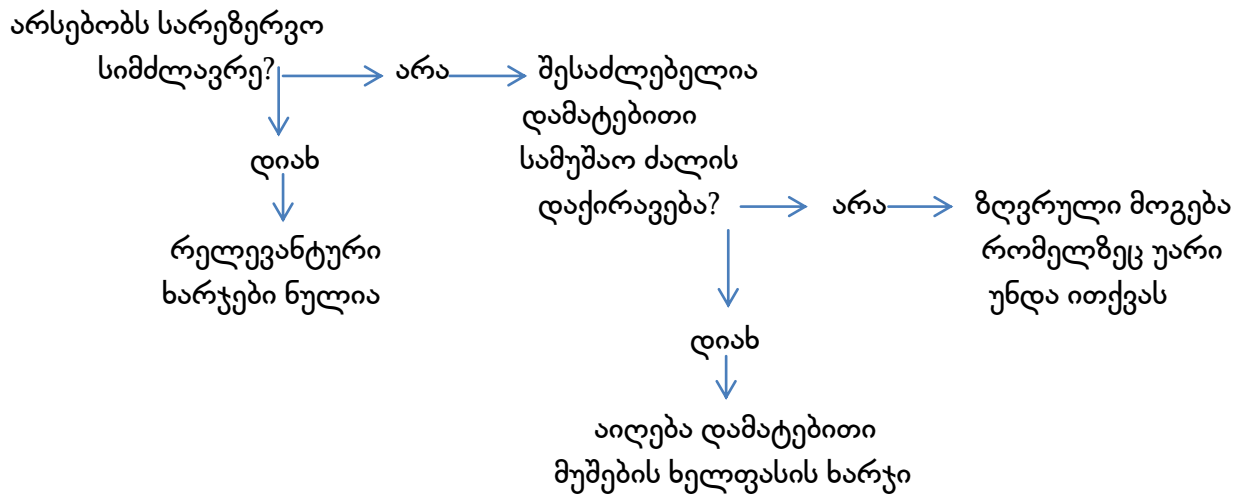 არსებობს სარეზერვო
სიმძლავრე?
არა
შესაძლებელია
დამატებითი
სამუშაო ძალის
დაქირავება?
არა
ზღვრული მოგება
რომელზეც უარი
უნდა ითქვას
დიახ
რელევანტური
ხარჯები ნულია
დიახ
აიღება დამატებითი
მუშების ხელფასის ხარჯი